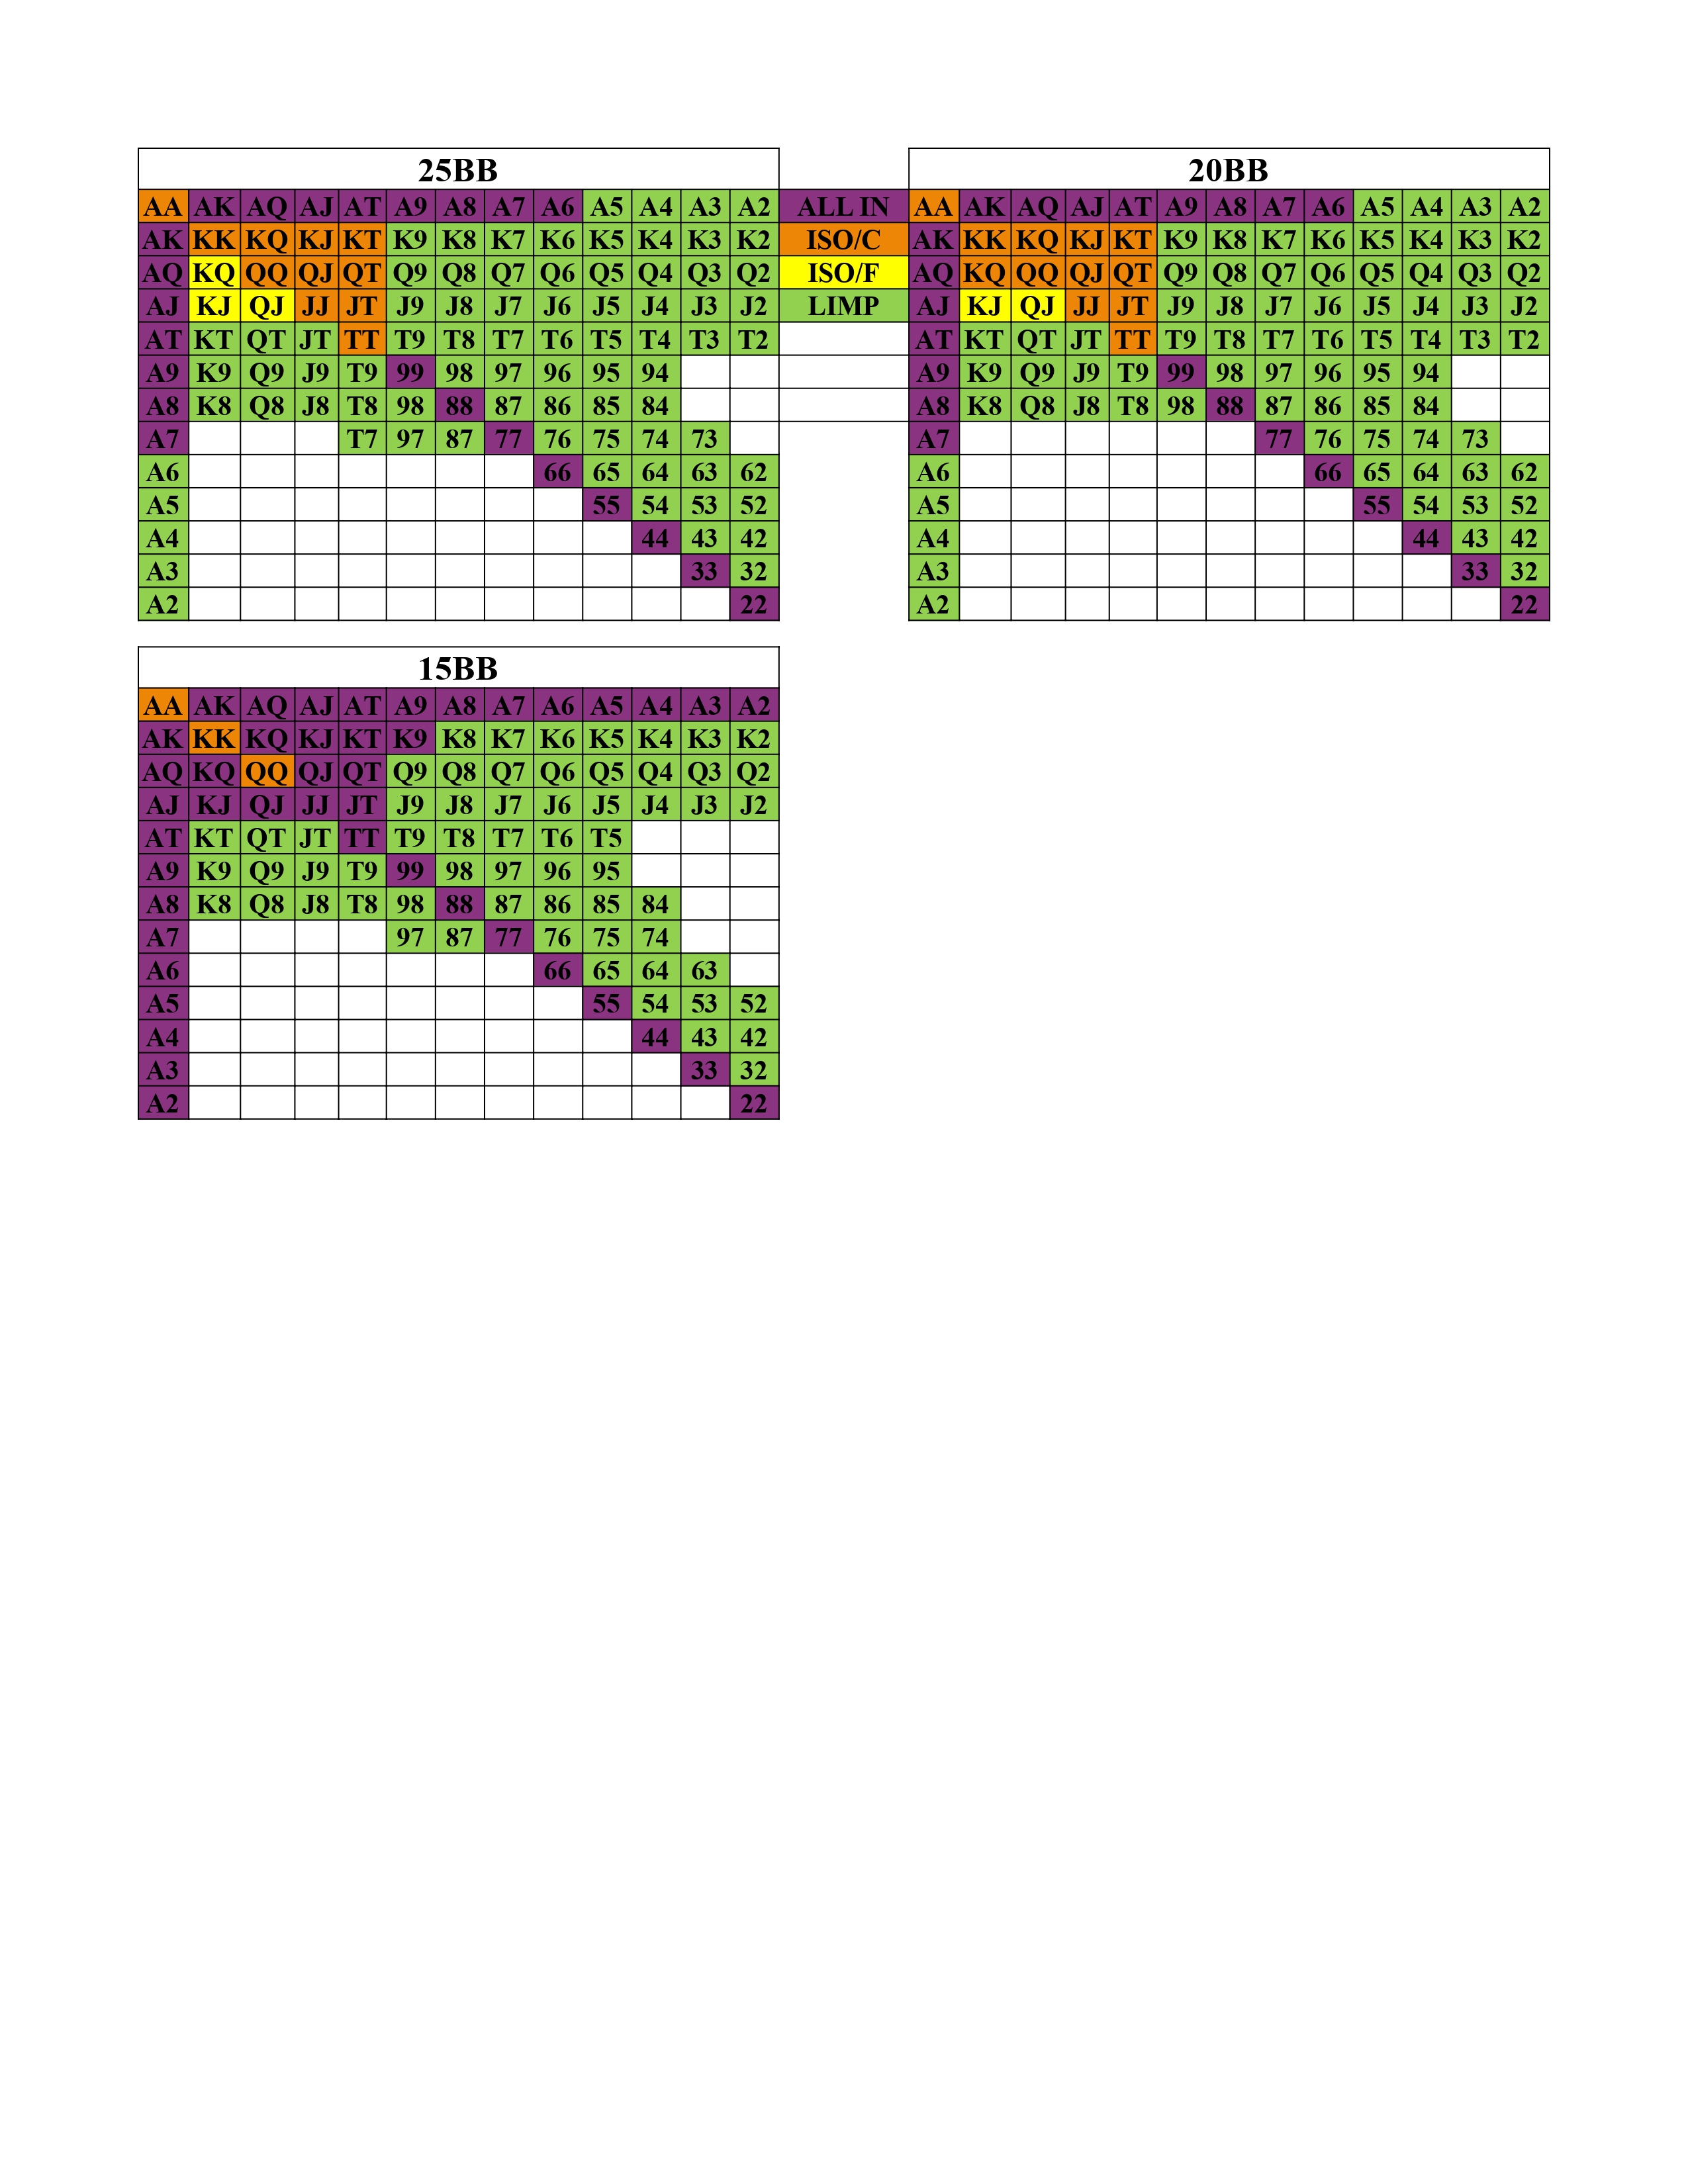 25BB 20BB
AA AK AQ AJ AT A9 A8 A7 A6 A5 A4 A3 A2 ALL IN AA AK AQ AJ AT A9 A8 A7 A6 A5 A4 A3 A2
AK KK KQ KJ KT K9 K8 K7 K6 K5 K4 K3 K2 ISO/C AK KK KQ KJ KT K9 K8 K7 K6 K5 K4 K3 K2
AQ KQ QQ QJ QT Q9 Q8 Q7 Q6 Q5 Q4 Q3 Q2 ISO/F AQ KQ QQ QJ QT Q9 Q8 Q7 Q6 Q5 Q4 Q3 Q2
AJ KJ QJ JJ JT J9 J8 J7 J6 J5 J4 J3 J2 LIMP AJ KJ QJ JJ JT J9 J8 J7 J6 J5 J4 J3 J2
AT KT QT JT TT T9 T8 T7 T6 T5 T4 T3 T2 AT KT QT JT TT T9 T8 T7 T6 T5 T4 T3 T2
A9 K9 Q9 J9 T9 99 98 97 96 95 94 A9 K9 Q9 J9 T9 99 98 97 96 95 94
A8 K8 Q8 J8 T8 98 88 87 86 85 84 A8 K8 Q8 J8 T8 98 88 87 86 85 84
A7 T7 97 87 77 76 75 74 73 A7 77 76 75 74 73
A6 66 65 64 63 62 A6 66 65 64 63 62
A5 55 54 53 52 A5 55 54 53 52
A4 44 43 42 A4 44 43 42
A3 33 32 A3 33 32
A2 22 A2 22
15BB
AA AK AQ AJ AT A9 A8 A7 A6 A5 A4 A3 A2
AK KK KQ KJ KT K9 K8 K7 K6 K5 K4 K3 K2
AQ KQ QQ QJ QT Q9 Q8 Q7 Q6 Q5 Q4 Q3 Q2
AJ KJ QJ JJ JT J9 J8 J7 J6 J5 J4 J3 J2
AT KT QT JT TT T9 T8 T7 T6 T5
A9 K9 Q9 J9 T9 99 98 97 96 95
A8 K8 Q8 J8 T8 98 88 87 86 85 84
A7 97 87 77 76 75 74
A6 66 65 64 63
A5 55 54 53 52
A4 44 43 42
A3 33 32
A2 22